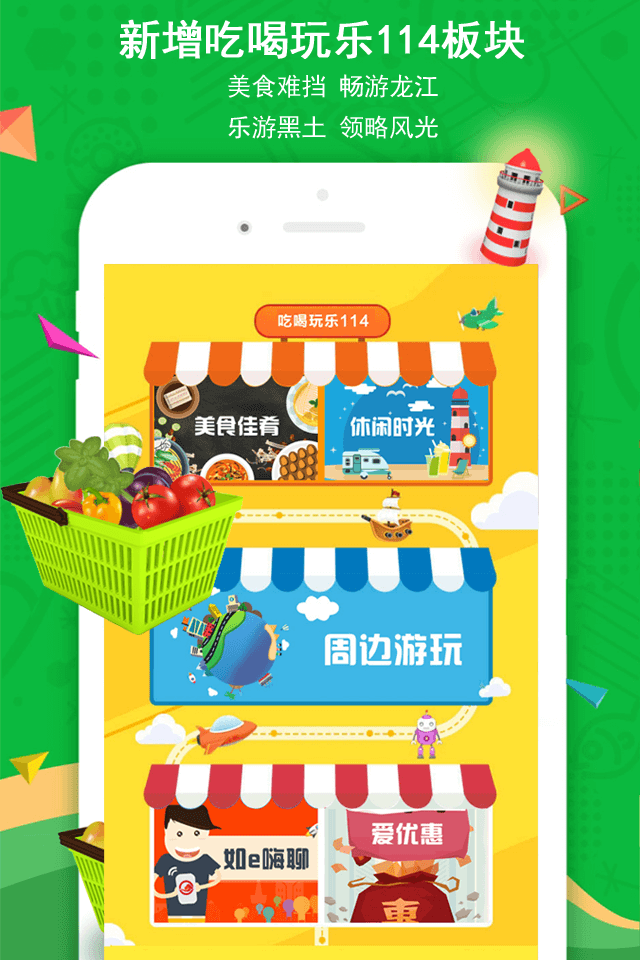 新增吃喝玩乐114板块
美食难挡 畅游龙江
乐游黑土 领略风光
吃喝玩乐114
美食佳肴
休闲时光
周边游玩
如e嗨聊
爱优惠
惠